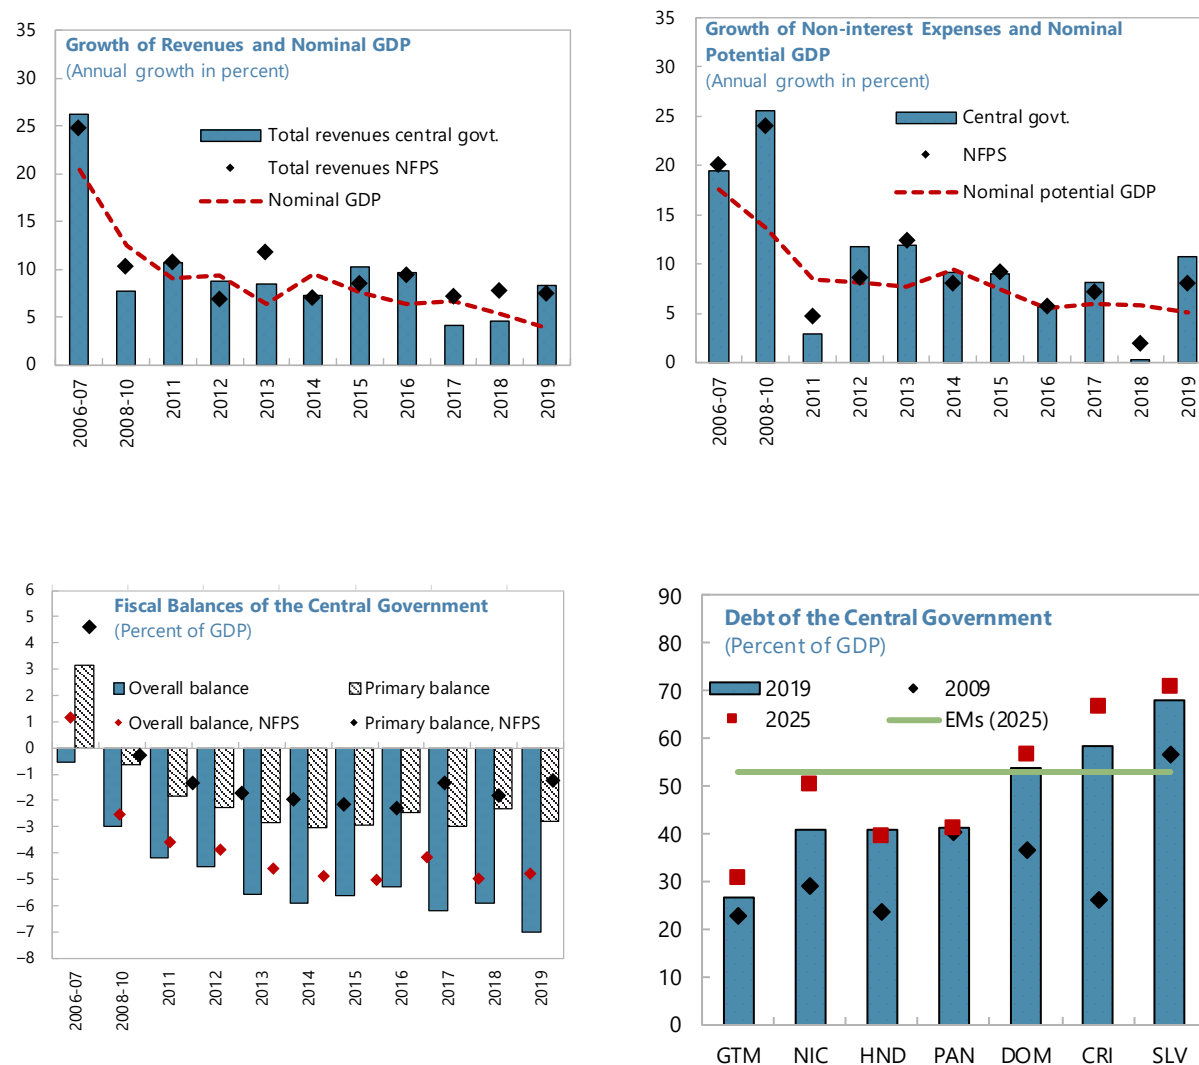 Growth of Revenues and Nominal GDP
(Annual growth in percent)
35
30
25
20
15
10
5
0
Total revenues central govt.
Total revenues NFPS
Nominal GDP
2006-07
2008-10
2011
2012
2013
2014
2015
2016
2017
2018
2019
Growth of Non-interest Expenses and Nominal
Potential GDP
(Annual growth in percent)
35
30
25
20
15
10
5
0
Central govt.
NFPS
Nominal potential GDP
2006-07
2008-10
2011
2012
2013
2014
2015
2016
2017
2018
2019
Fiscal Balances of the Central Government
(Percent of GDP)
6
5
4
3
2
1
0
−1
−2
−3
−4
−5
−6
−7
−8
Overall balance
Primary balance
Overall balance, NFPS
Primary balance, NFPS
2006-07
2008-10
2011
2012
2013
2014
2015
2016
2017
2018
2019
Debt of the Central Government
(Percent of GDP)
90
80
70
60
50
40
30
20
10
0
2019
2009
2025
EMs (2025)
GTM
NIC
HND
PAN
DOM
CRI
SLV